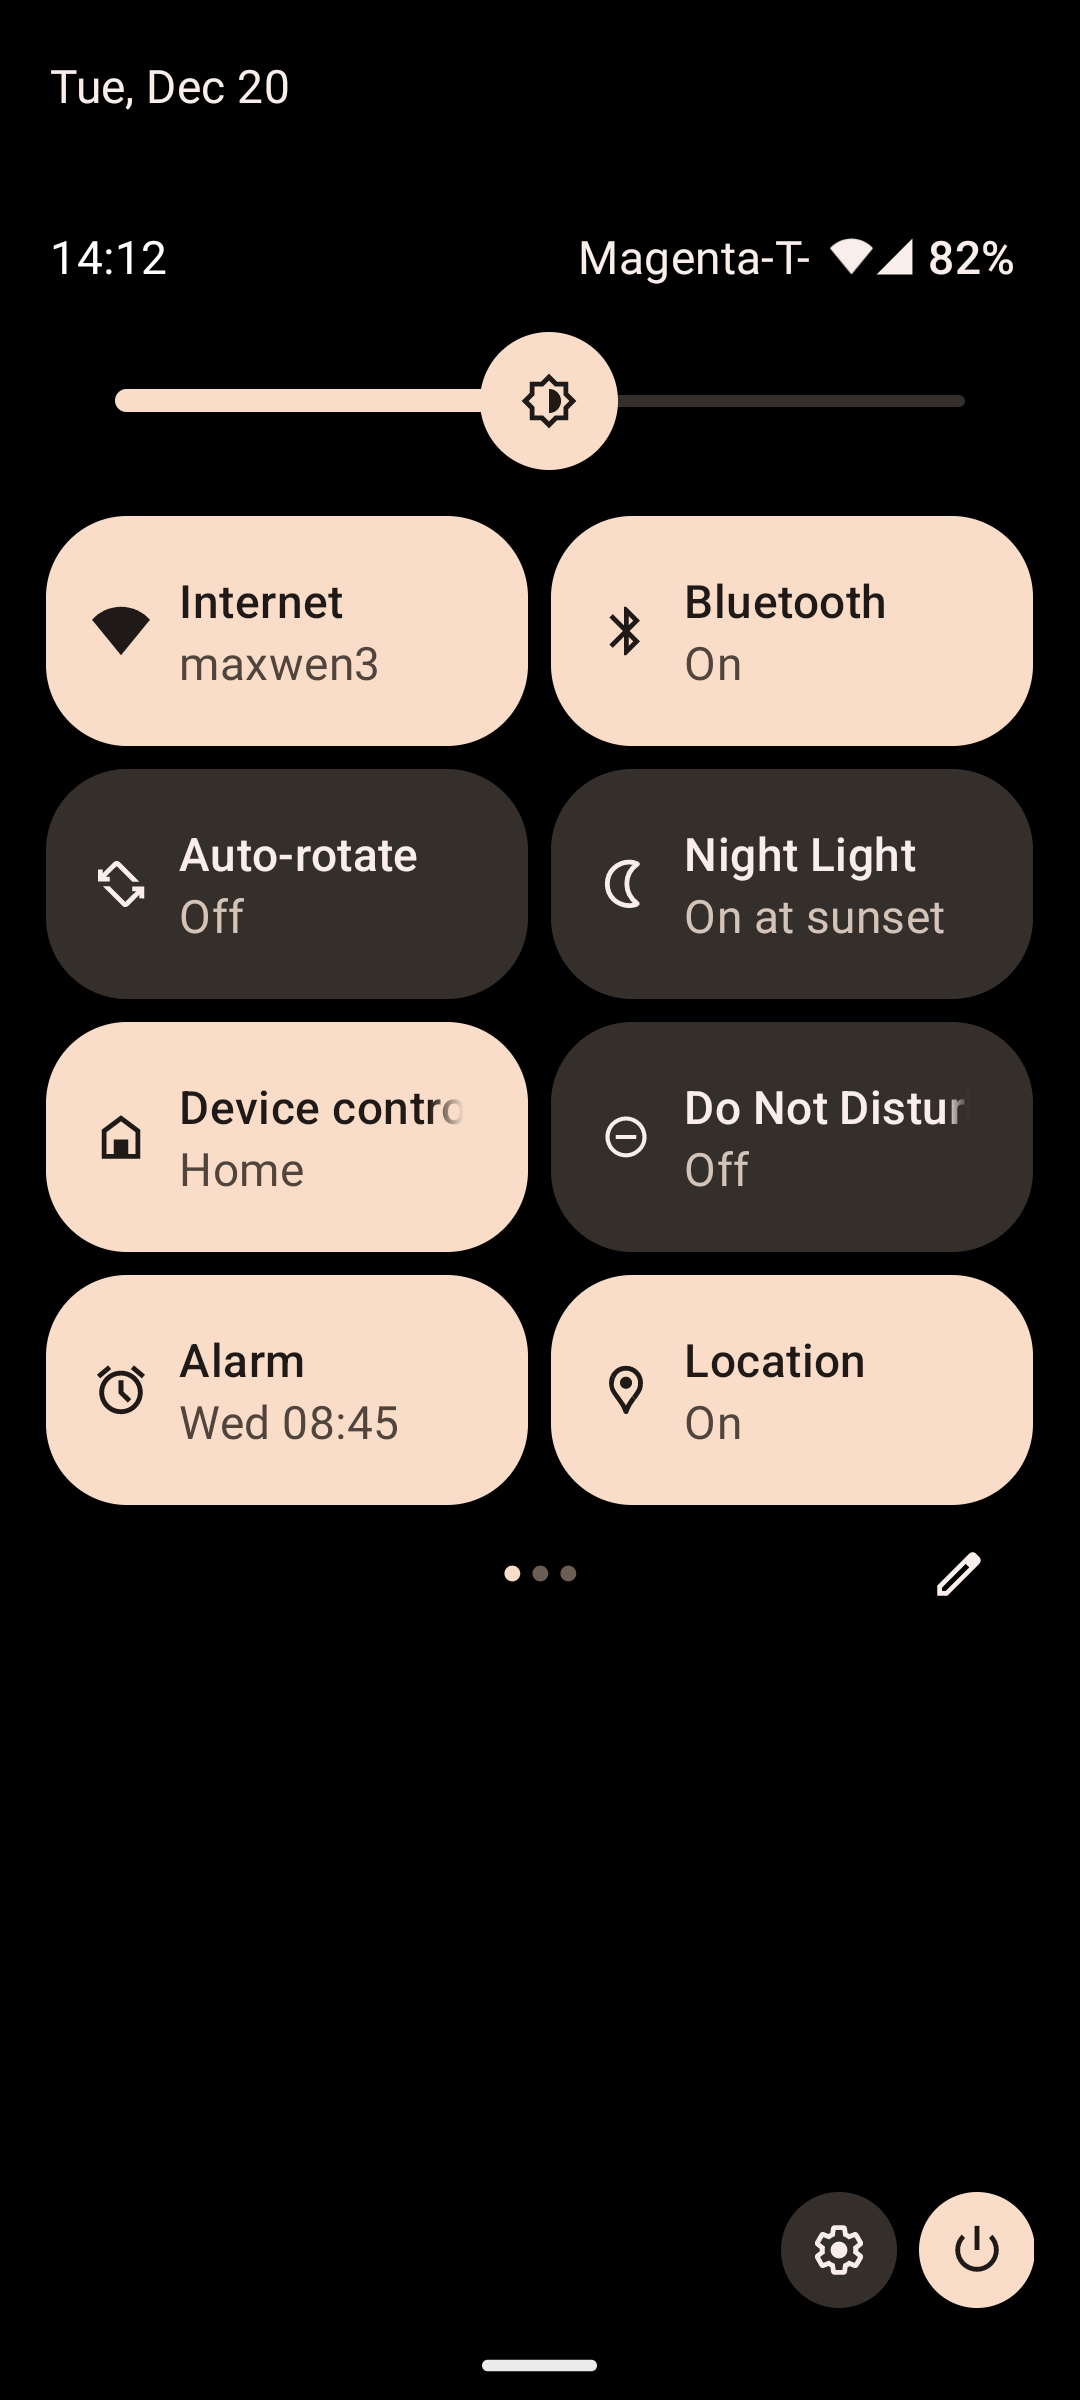 Tue, Dec 20
14:12 Magenta-T- 82%
Internet
maxwen3
Bluetooth
On
Auto-rotate
Off
Night Light
On at sunset
Device contro
Home
Do Not Distur
Off
Alarm
Wed 08:45
Location
On